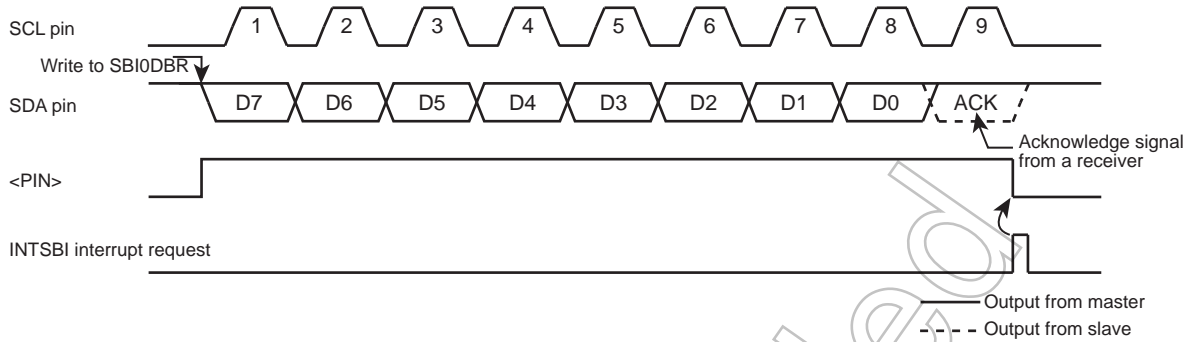 SCL pin 1 2 3 4 5 6 7 8 9
Write to SBI0DBR
SDA pin D7 D6 D5 D4 D3 D2 D1 D0 ACK
Acknowledge signal
from a receiver
<PIN>
INTSBI interrupt request
Output from master
Output from slave